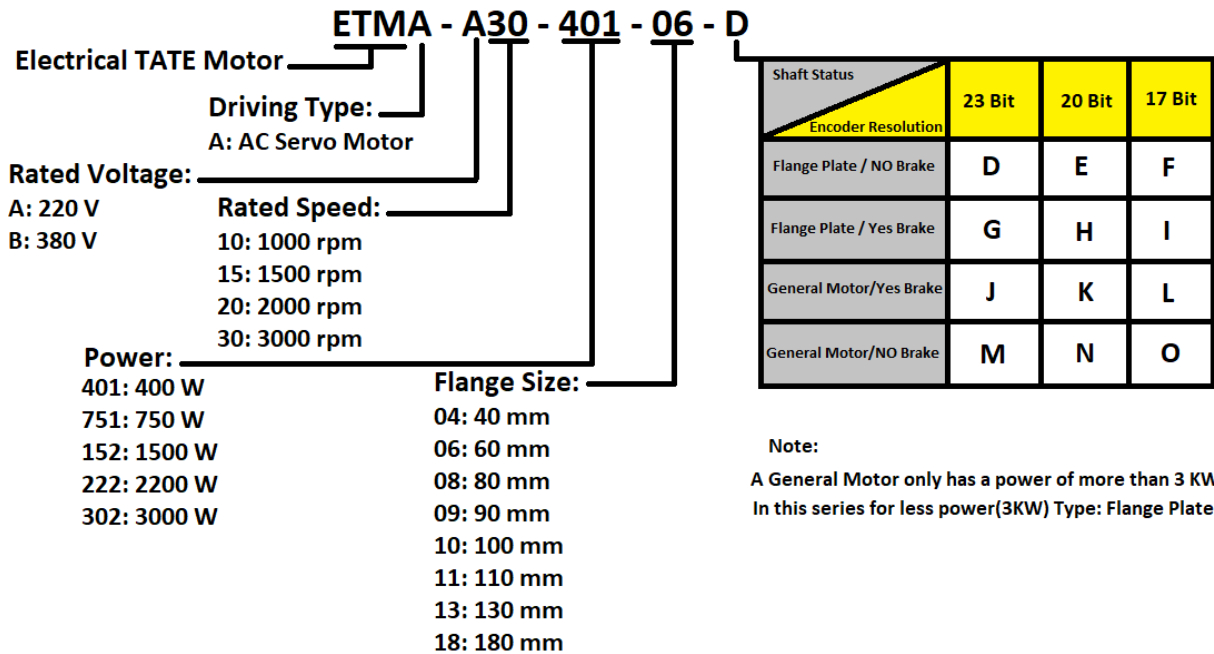 ETMA - A30 - 401 - 06 - D
Electrical TATE Motor
Driving Type:
A: AC Servo Motor
Rated Voltage:
A: 220 V
B: 380 V
Rated Speed:
10: 1000 rpm
15: 1500 rpm
20: 2000 rpm
30: 3000 rpm
Power:
401: 400 W
751: 750 W
152: 1500 W
222: 2200 W
302: 3000 W
Flange Size:
04: 40 mm
06: 60 mm
08: 80 mm
09: 90 mm
10: 100 mm
11: 110 mm
13: 130 mm
18: 180 mm
Shaft Status
Encoder Resolution
23 Bit 20 Bit 17 Bit
Flange Plate / NO Brake D E F
Flange Plate / Yes Brake G H I
General Motor/Yes Brake J K L
General Motor/NO Brake M N O
Note:
A General Motor only has a power of more than 3 KW
In this series for less power(3KW) Type: Flange Plate